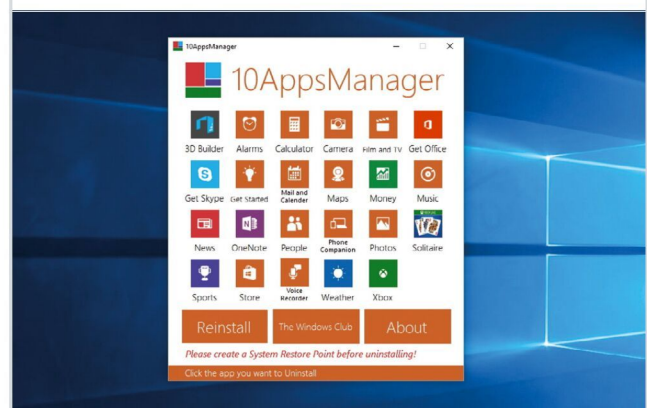 10AppsManager
10AppsManager
3D Builder Alarms Calculator Camera Film and TV Get Office
Get Skype Get Started Mail and Calender Maps Money Music
News OneNote People Phone Companion Photos Solitaire
Sports Store Voice Recorder Weather Xbox
Reinstall The Windows Club About
Please create a System Restore Point before uninstalling!
Click the app you want to Uninstall